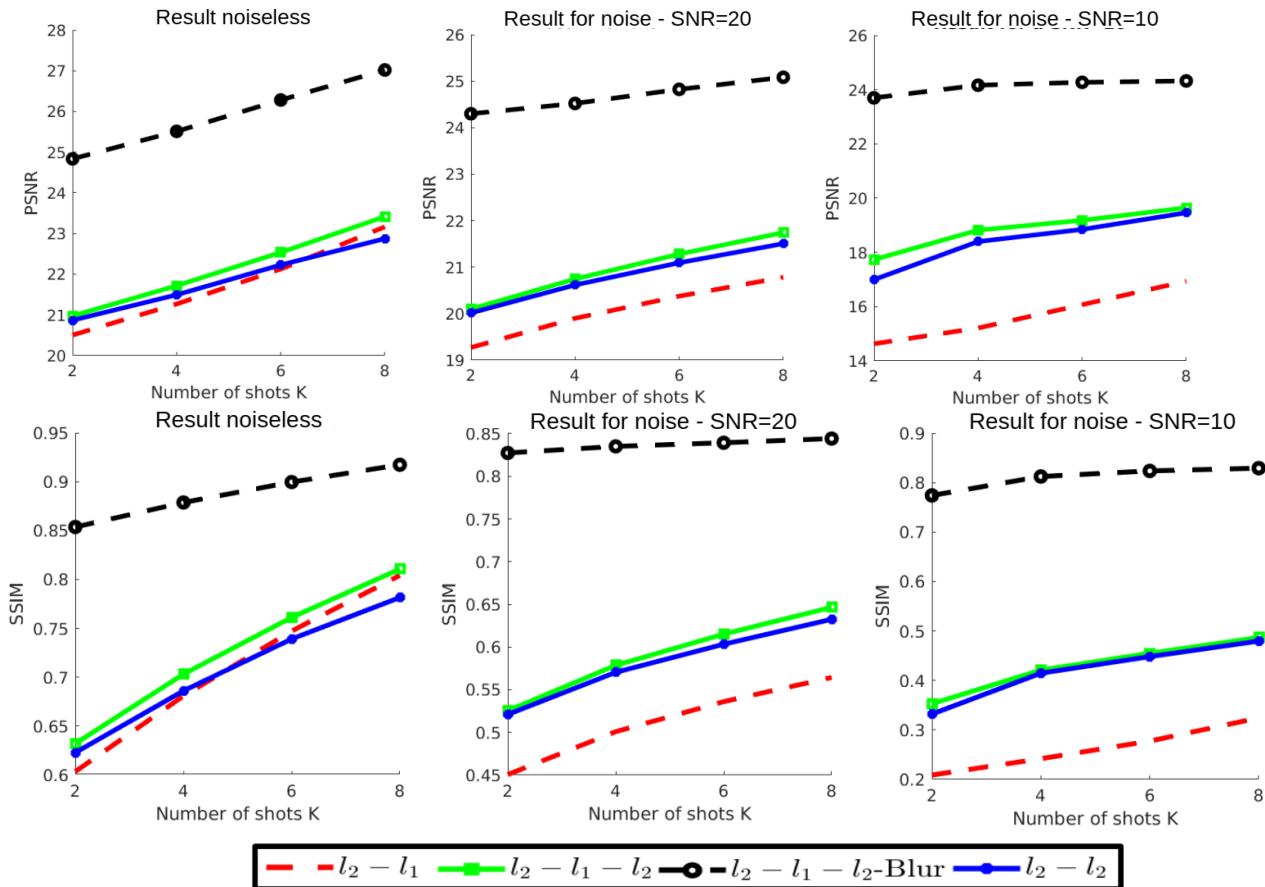 Result noiseless
28
27
26
25
24
23
22
21
20
PSNR
2 4 6 8
Number of shots K
Result for noise - SNR=20
26
25
24
23
22
21
20
19
PSNR
2 4 6 8
Number of shots K
Result for noise - SNR=10
26
24
22
20
18
16
14
PSNR
2 4 6 8
Number of shots K
Result noiseless
0.95
0.9
0.85
0.8
0.75
0.7
0.65
0.6
SSIM
2 4 6 8
Number of shots K
Result for noise - SNR=20
0.85
0.8
0.75
0.7
0.65
0.6
0.55
0.5
0.45
SSIM
2 4 6 8
Number of shots K
Result for noise - SNR=10
0.9
0.8
0.7
0.6
0.5
0.4
0.3
0.2
SSIM
2 4 6 8
Number of shots K
l₂ − l₁ l₂ − l₁ − l₂ l₂ − l₁ − l₂-Blur l₂ − l₂